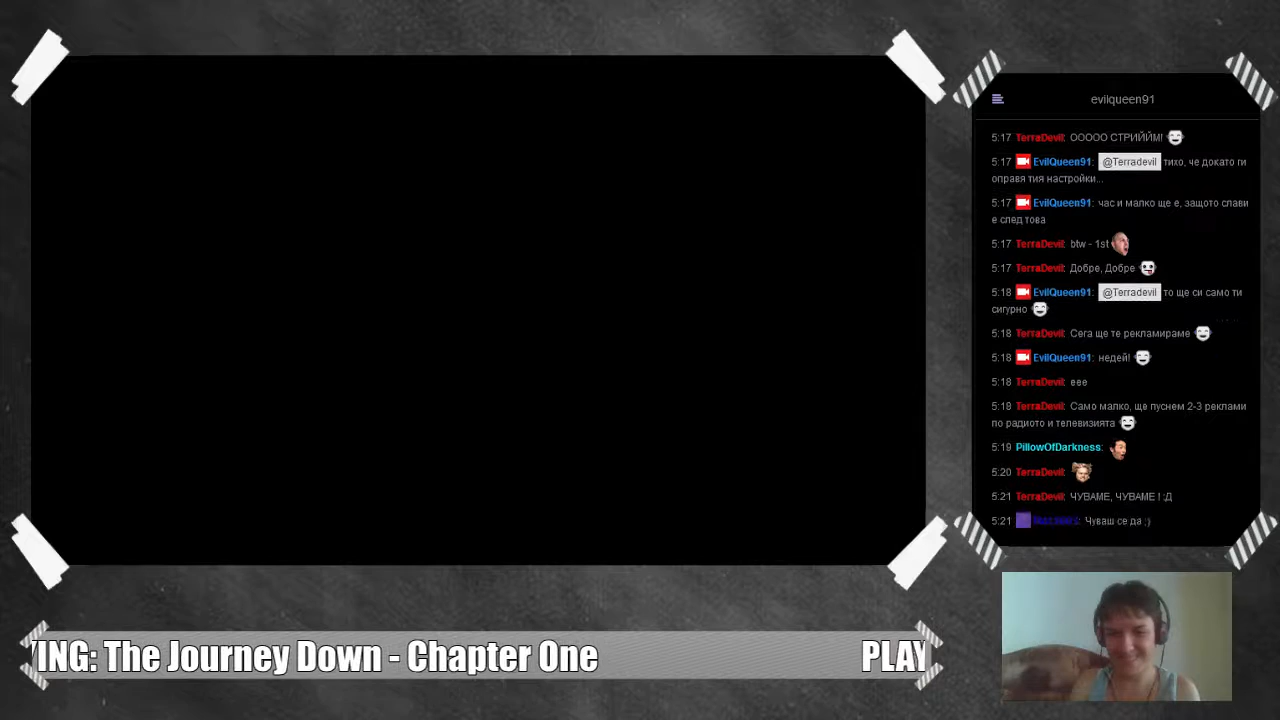 evilqueen91
5:17 TerraDevil: ООООО СТРИЙЙМ!
5:17 EvilQueen91: @Terradevil тихо, че докато ги
оправя тия настройки...
5:17 EvilQueen91: час и малко ще е, защото слави
е след това
5:17 TerraDevil: btw - 1st
5:17 TerraDevil: Добре, Добре
5:18 EvilQueen91: @Terradevil то ще си само ти
сигурно
5:18 TerraDevil: Сега ще те рекламираме
5:18 EvilQueen91: недей!
5:18 TerraDevil: еее
5:18 TerraDevil: Само малко, ще пуснем 2-3 реклами
по радиото и телевизията
5:19 PillowOfDarkness:
5:20 TerraDevil:
5:21 TerraDevil: ЧУВАМЕ, ЧУВАМЕ ! :Д
5:21 Чуваш се да ;)
ING: The Journey Down - Chapter One PLAY